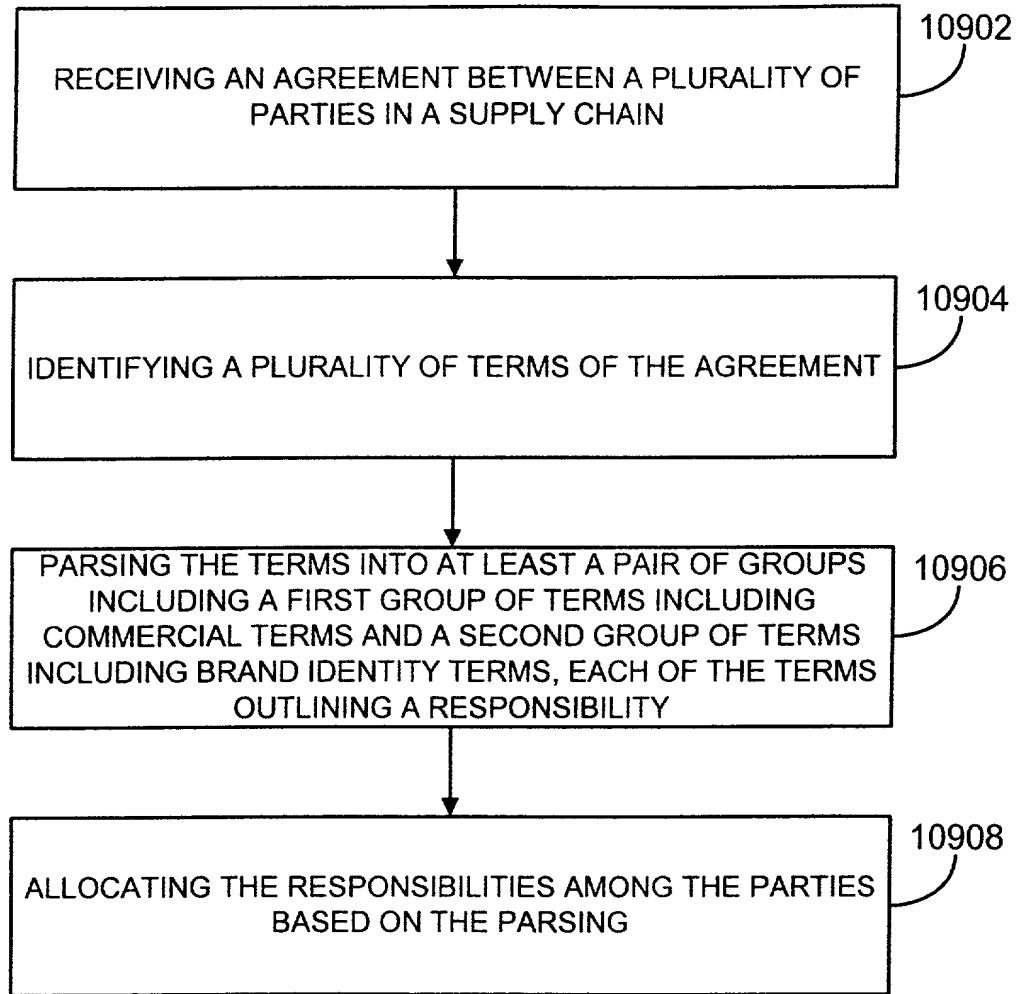 10902
RECEIVING AN AGREEMENT BETWEEN A PLURALITY OF
PARTIES IN A SUPPLY CHAIN
10904
IDENTIFYING A PLURALITY OF TERMS OF THE AGREEMENT
10906
PARSING THE TERMS INTO AT LEAST A PAIR OF GROUPS
INCLUDING A FIRST GROUP OF TERMS INCLUDING
COMMERCIAL TERMS AND A SECOND GROUP OF TERMS
INCLUDING BRAND IDENTITY TERMS, EACH OF THE TERMS
OUTLINING A RESPONSIBILITY
10908
ALLOCATING THE RESPONSIBILITIES AMONG THE PARTIES
BASED ON THE PARSING